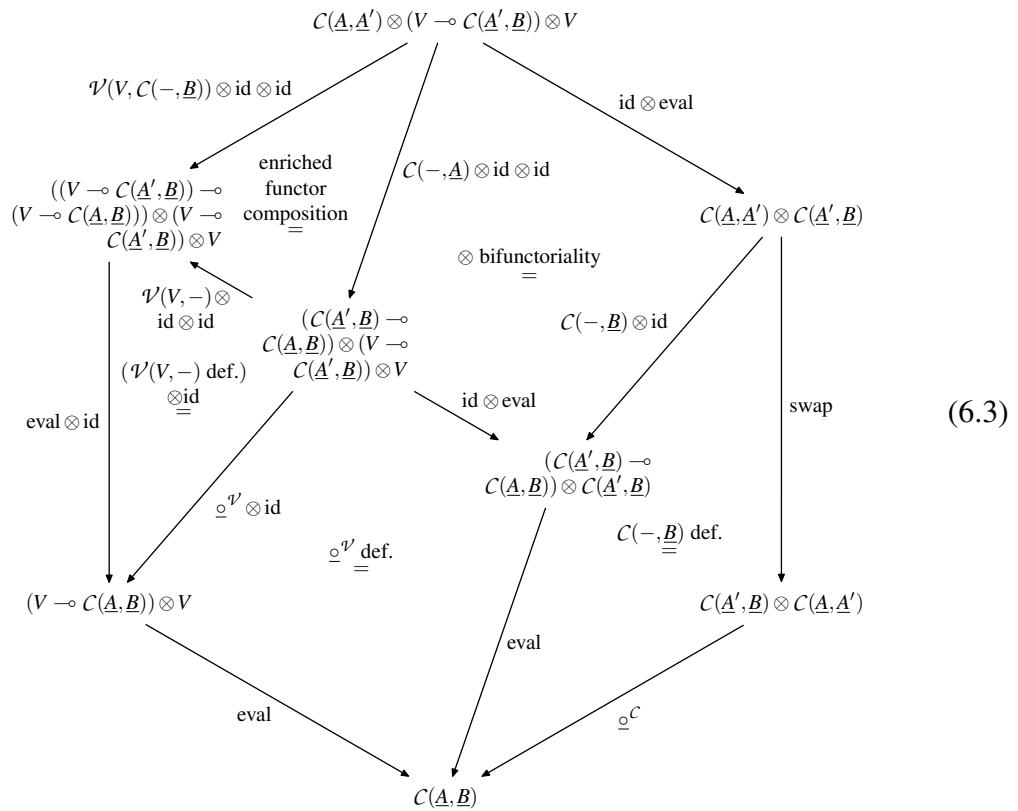 𝒞(A̲,A̲′) ⊗ (V ⊸ 𝒞(A̲′,B̲)) ⊗ V
𝒱(V, 𝒞(−,B̲)) ⊗ id ⊗ id
id ⊗ eval
enriched
functor
composition
=
𝒞(−,A̲) ⊗ id ⊗ id
((V ⊸ 𝒞(A̲′,B̲)) ⊸
(V ⊸ 𝒞(A̲,B̲))) ⊗ (V ⊸
𝒞(A̲′,B̲)) ⊗ V
𝒞(A̲,A̲′) ⊗ 𝒞(A̲′,B̲)
⊗ bifunctoriality
=
𝒱(V,−) ⊗
id ⊗ id
(𝒞(A̲′,B̲) ⊸
𝒞(A̲,B̲)) ⊗ (V ⊸
𝒞(A̲′,B̲)) ⊗ V
𝒞(−,B̲) ⊗ id
(𝒱(V,−) def.)
⊗id
=
eval ⊗ id
id ⊗ eval
swap
(6.3)
(𝒞(A̲′,B̲) ⊸
𝒞(A̲,B̲)) ⊗ 𝒞(A̲′,B̲)
∘̲^𝒱 ⊗ id
∘̲^𝒱 def.
=
𝒞(−,B̲) def.
=
(V ⊸ 𝒞(A̲,B̲)) ⊗ V
𝒞(A̲′,B̲) ⊗ 𝒞(A̲,A̲′)
eval
eval
∘̲^𝒞
𝒞(A̲,B̲)